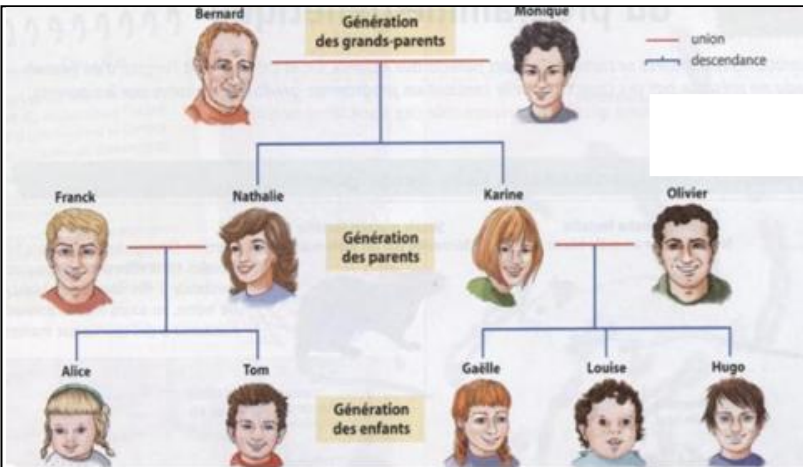 Bernard
Génération
des grands-parents
Monique
union
descendance
Franck
Nathalie
Génération
des parents
Karine
Olivier
Alice
Tom
Génération
des enfants
Gaëlle
Louise
Hugo